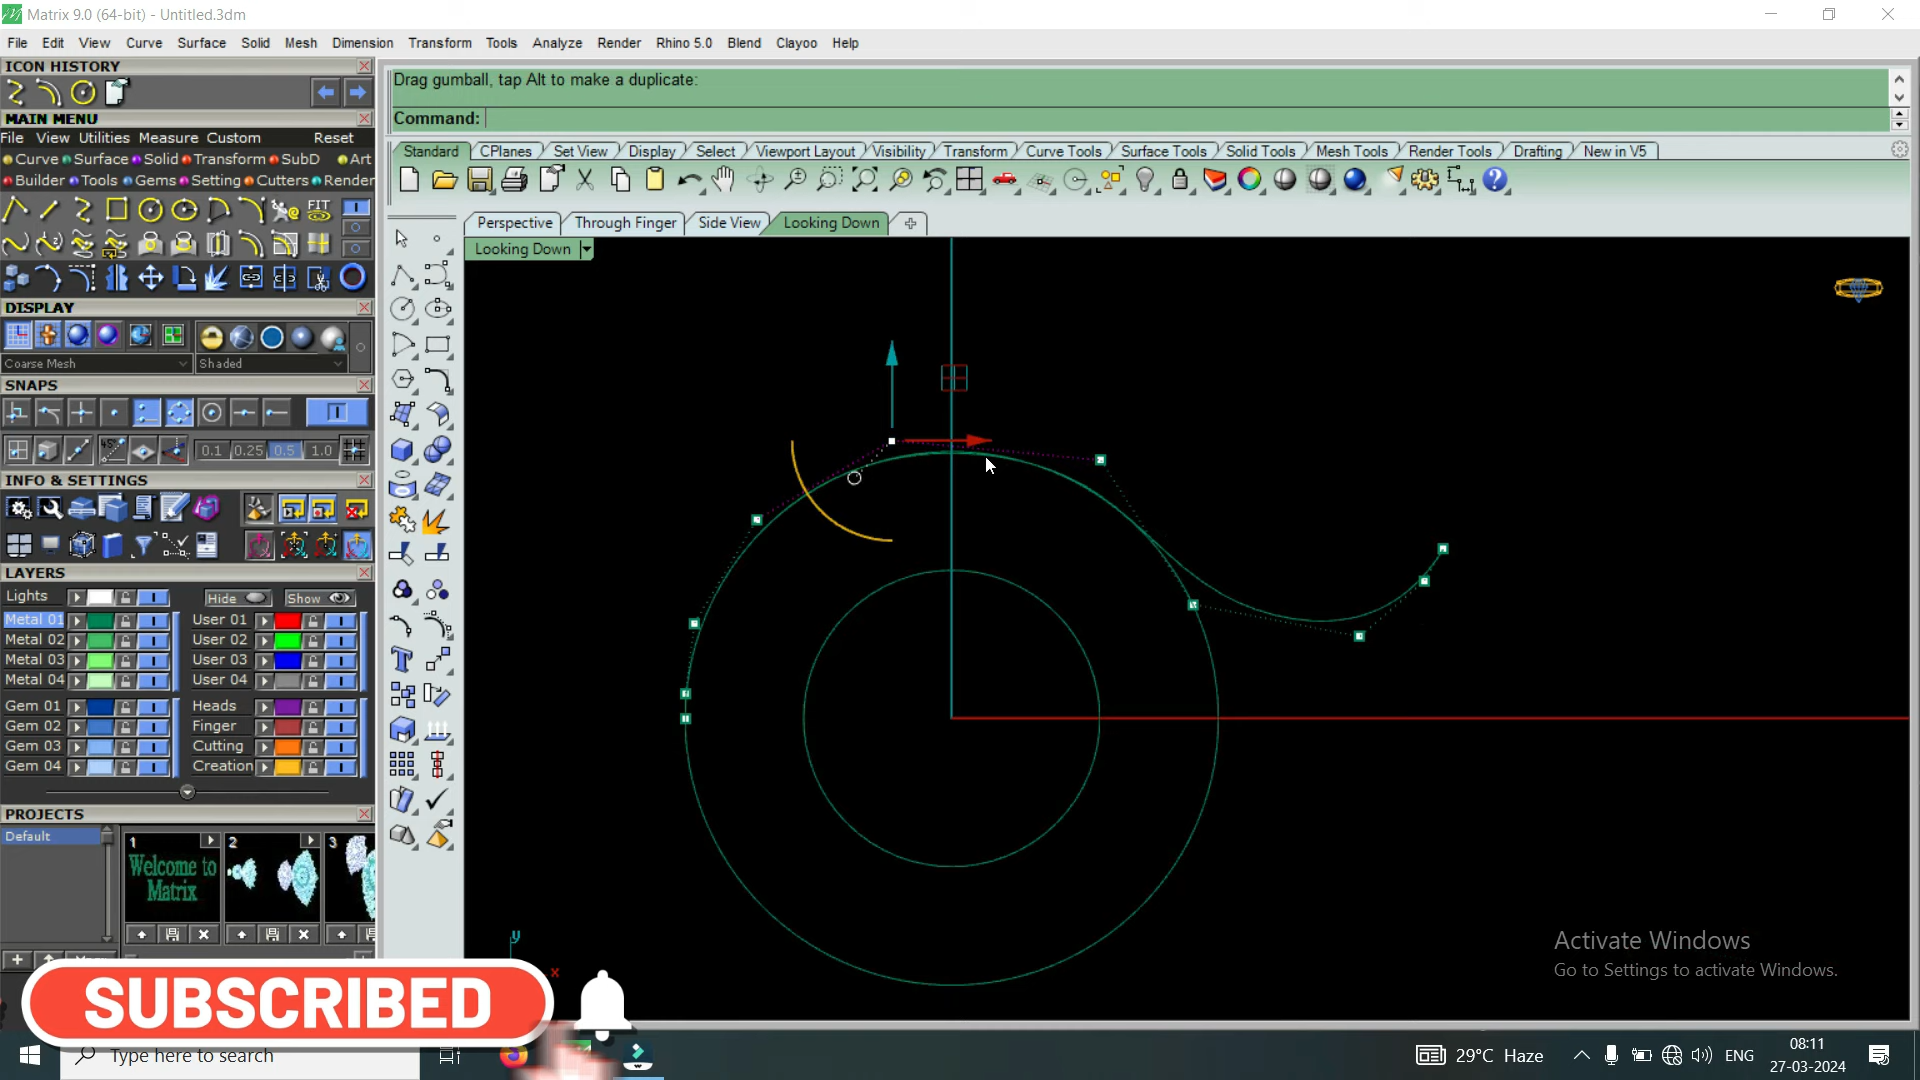 Matrix 9.0 (64-bit) - Untitled.3dm
File Edit View Curve Surface Solid Mesh Dimension Transform Tools Analyze Render Rhino 5.0 Blend Clayoo Help
ICON HISTORY
MAIN MENU
File View Utilities Measure Custom Reset
Curve Surface Solid Transform SubD Art
Builder Tools Gems Setting Cutters Render
FIT
DISPLAY
Coarse Mesh Shaded
SNAPS
0.1 0.25 0.5 1.0
INFO & SETTINGS
LAYERS
Lights Hide Show
Metal 01 User 01
Metal 02 User 02
Metal 03 User 03
Metal 04 User 04
Gem 01 Heads
Gem 02 Finger
Gem 03 Cutting
Gem 04 Creation
PROJECTS
Default
1 2 3
Welcome to
Matrix
Drag gumball, tap Alt to make a duplicate:
Command:
Standard CPlanes Set View Display Select Viewport Layout Visibility Transform Curve Tools Surface Tools Solid Tools Mesh Tools Render Tools Drafting New in V5
Perspective Through Finger Side View Looking Down
Looking Down
y
x
Activate Windows
Go to Settings to activate Windows.
SUBSCRIBED
Type here to search
29°C Haze
ENG
08:11
27-03-2024